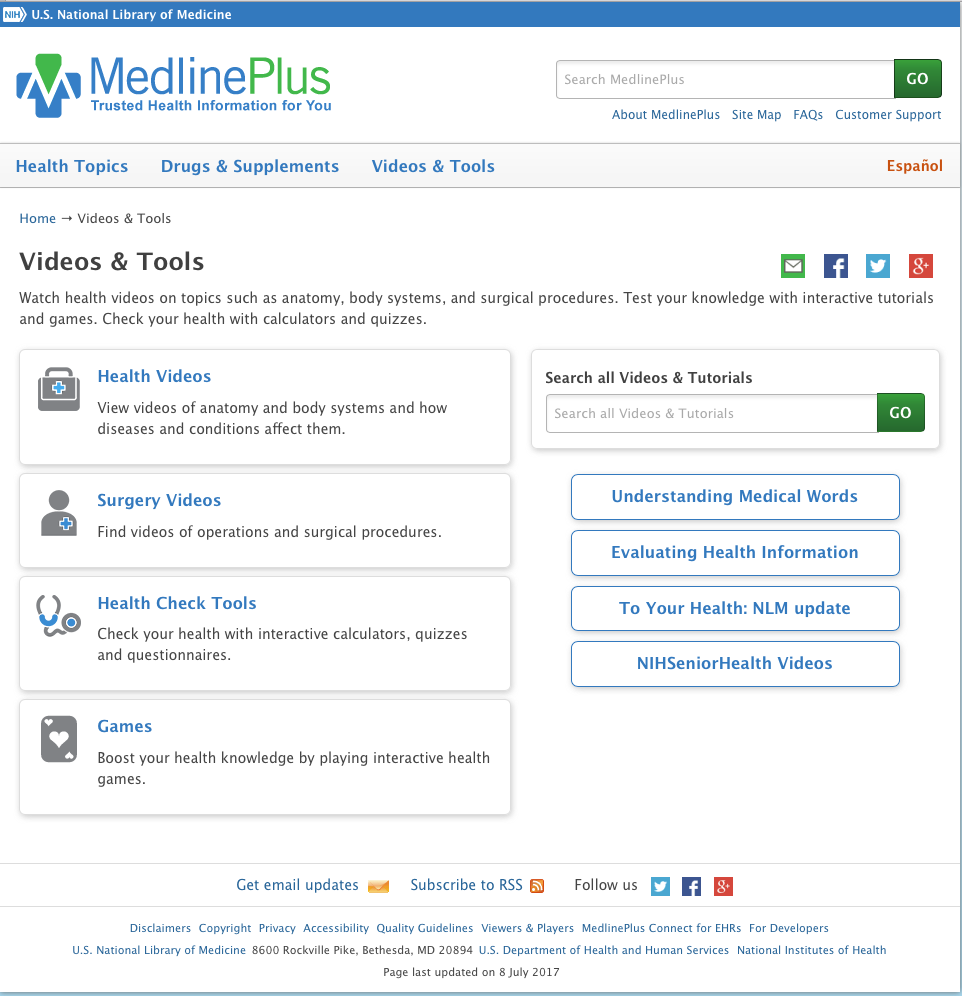 NIH U.S. National Library of Medicine
MedlinePlus
Trusted Health Information for You
Search MedlinePlus GO
About MedlinePlus Site Map FAQs Customer Support
Health Topics Drugs & Supplements Videos & Tools Español
Home → Videos & Tools
Videos & Tools
Watch health videos on topics such as anatomy, body systems, and surgical procedures. Test your knowledge with interactive tutorials
and games. Check your health with calculators and quizzes.
Health Videos
View videos of anatomy and body systems and how
diseases and conditions affect them.
Surgery Videos
Find videos of operations and surgical procedures.
Health Check Tools
Check your health with interactive calculators, quizzes
and questionnaires.
Games
Boost your health knowledge by playing interactive health
games.
Search all Videos & Tutorials
Search all Videos & Tutorials GO
Understanding Medical Words
Evaluating Health Information
To Your Health: NLM update
NIHSeniorHealth Videos
Get email updates Subscribe to RSS Follow us
Disclaimers Copyright Privacy Accessibility Quality Guidelines Viewers & Players MedlinePlus Connect for EHRs For Developers
U.S. National Library of Medicine 8600 Rockville Pike, Bethesda, MD 20894 U.S. Department of Health and Human Services National Institutes of Health
Page last updated on 8 July 2017